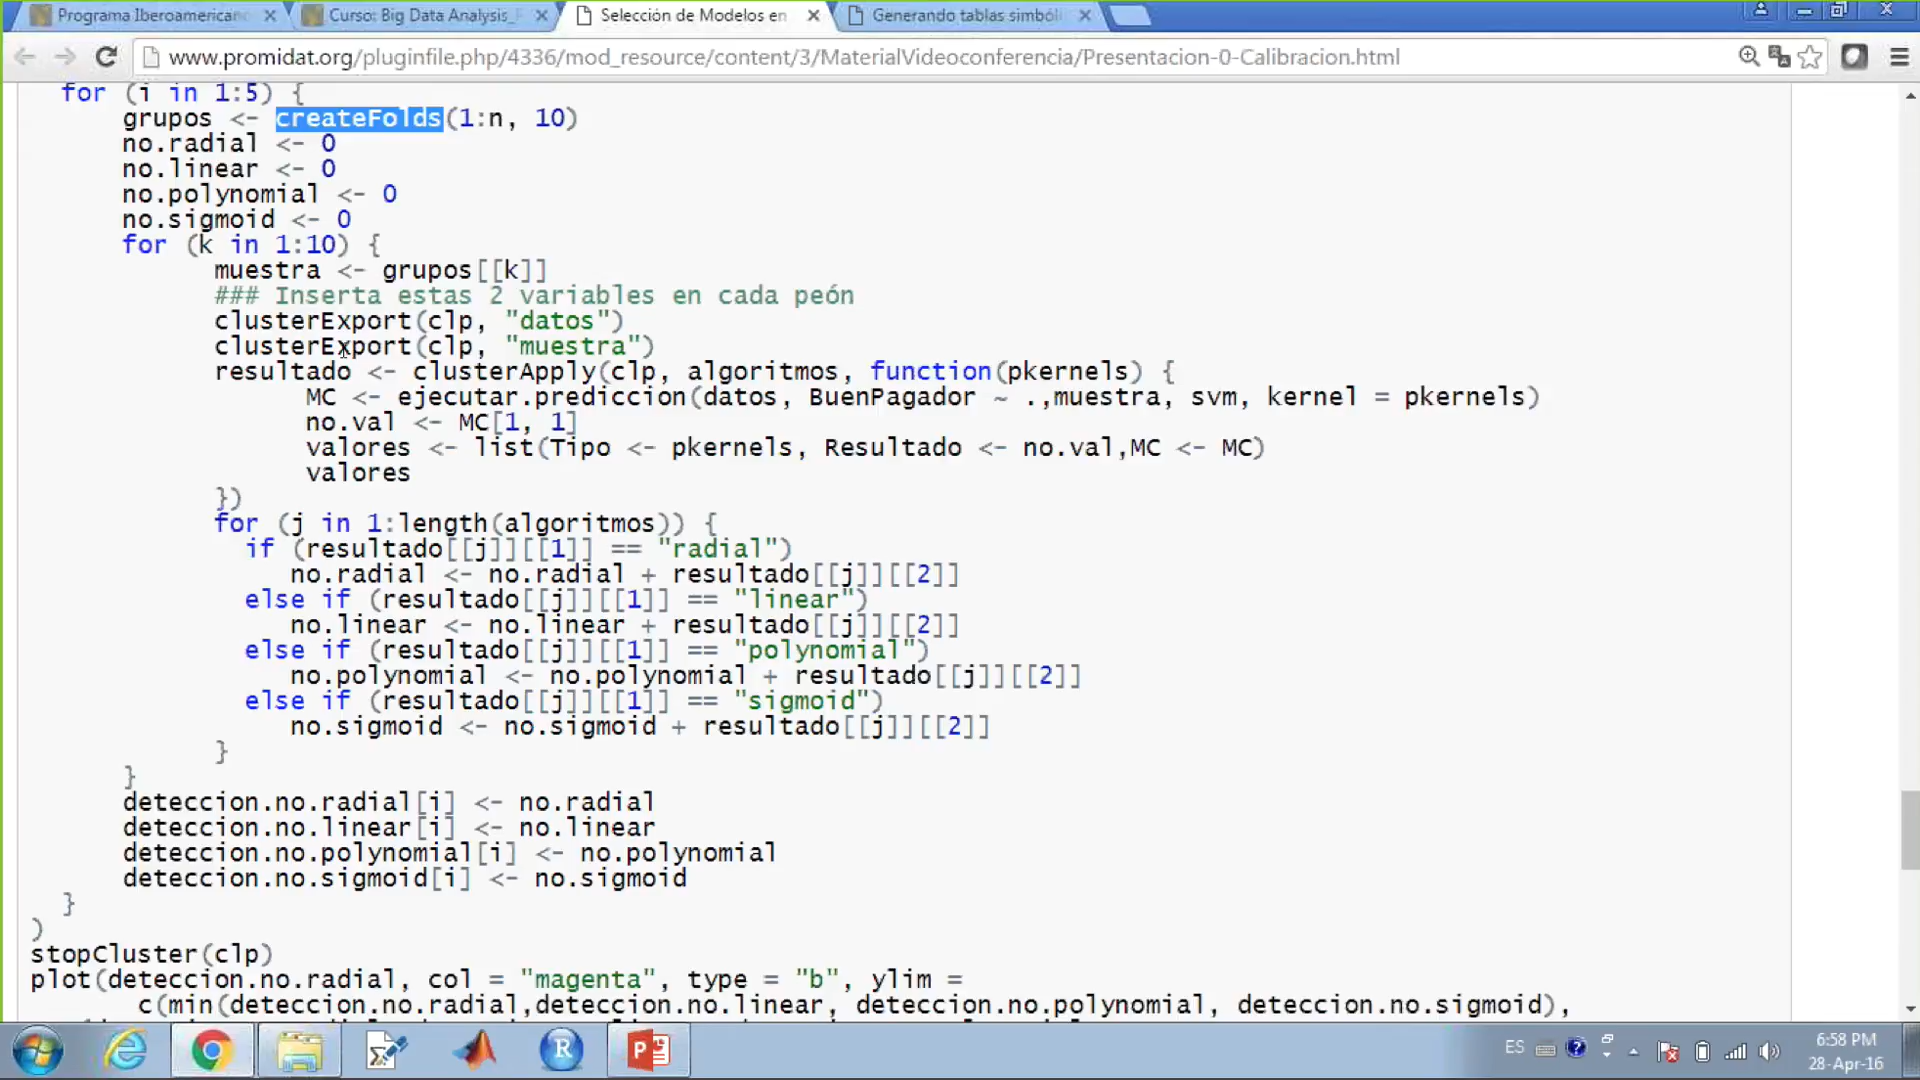 Programa Iberoamericano
Curso: Big Data Analysis_
Selección de Modelos en
Generando tablas simbóli
www.promidat.org/pluginfile.php/4336/mod_resource/content/3/MaterialVideoconferencia/Presentacion-0-Calibracion.html
for (i in 1:5) {
grupos <- createFolds(1:n, 10)
no.radial <- 0
no.linear <- 0
no.polynomial <- 0
no.sigmoid <- 0
for (k in 1:10) {
muestra <- grupos[[k]]
### Inserta estas 2 variables en cada peón
clusterExport(clp, "datos")
clusterExport(clp, "muestra")
resultado <- clusterApply(clp, algoritmos, function(pkernels) {
MC <- ejecutar.prediccion(datos, BuenPagador ~ .,muestra, svm, kernel = pkernels)
no.val <- MC[1, 1]
valores <- list(Tipo <- pkernels, Resultado <- no.val,MC <- MC)
valores
})
for (j in 1:length(algoritmos)) {
if (resultado[[j]][[1]] == "radial")
no.radial <- no.radial + resultado[[j]][[2]]
else if (resultado[[j]][[1]] == "linear")
no.linear <- no.linear + resultado[[j]][[2]]
else if (resultado[[j]][[1]] == "polynomial")
no.polynomial <- no.polynomial + resultado[[j]][[2]]
else if (resultado[[j]][[1]] == "sigmoid")
no.sigmoid <- no.sigmoid + resultado[[j]][[2]]
}
}
deteccion.no.radial[i] <- no.radial
deteccion.no.linear[i] <- no.linear
deteccion.no.polynomial[i] <- no.polynomial
deteccion.no.sigmoid[i] <- no.sigmoid
}
)
stopCluster(clp)
plot(deteccion.no.radial, col = "magenta", type = "b", ylim =
c(min(deteccion.no.radial,deteccion.no.linear, deteccion.no.polynomial, deteccion.no.sigmoid),
ES
6:58 PM
28-Apr-16